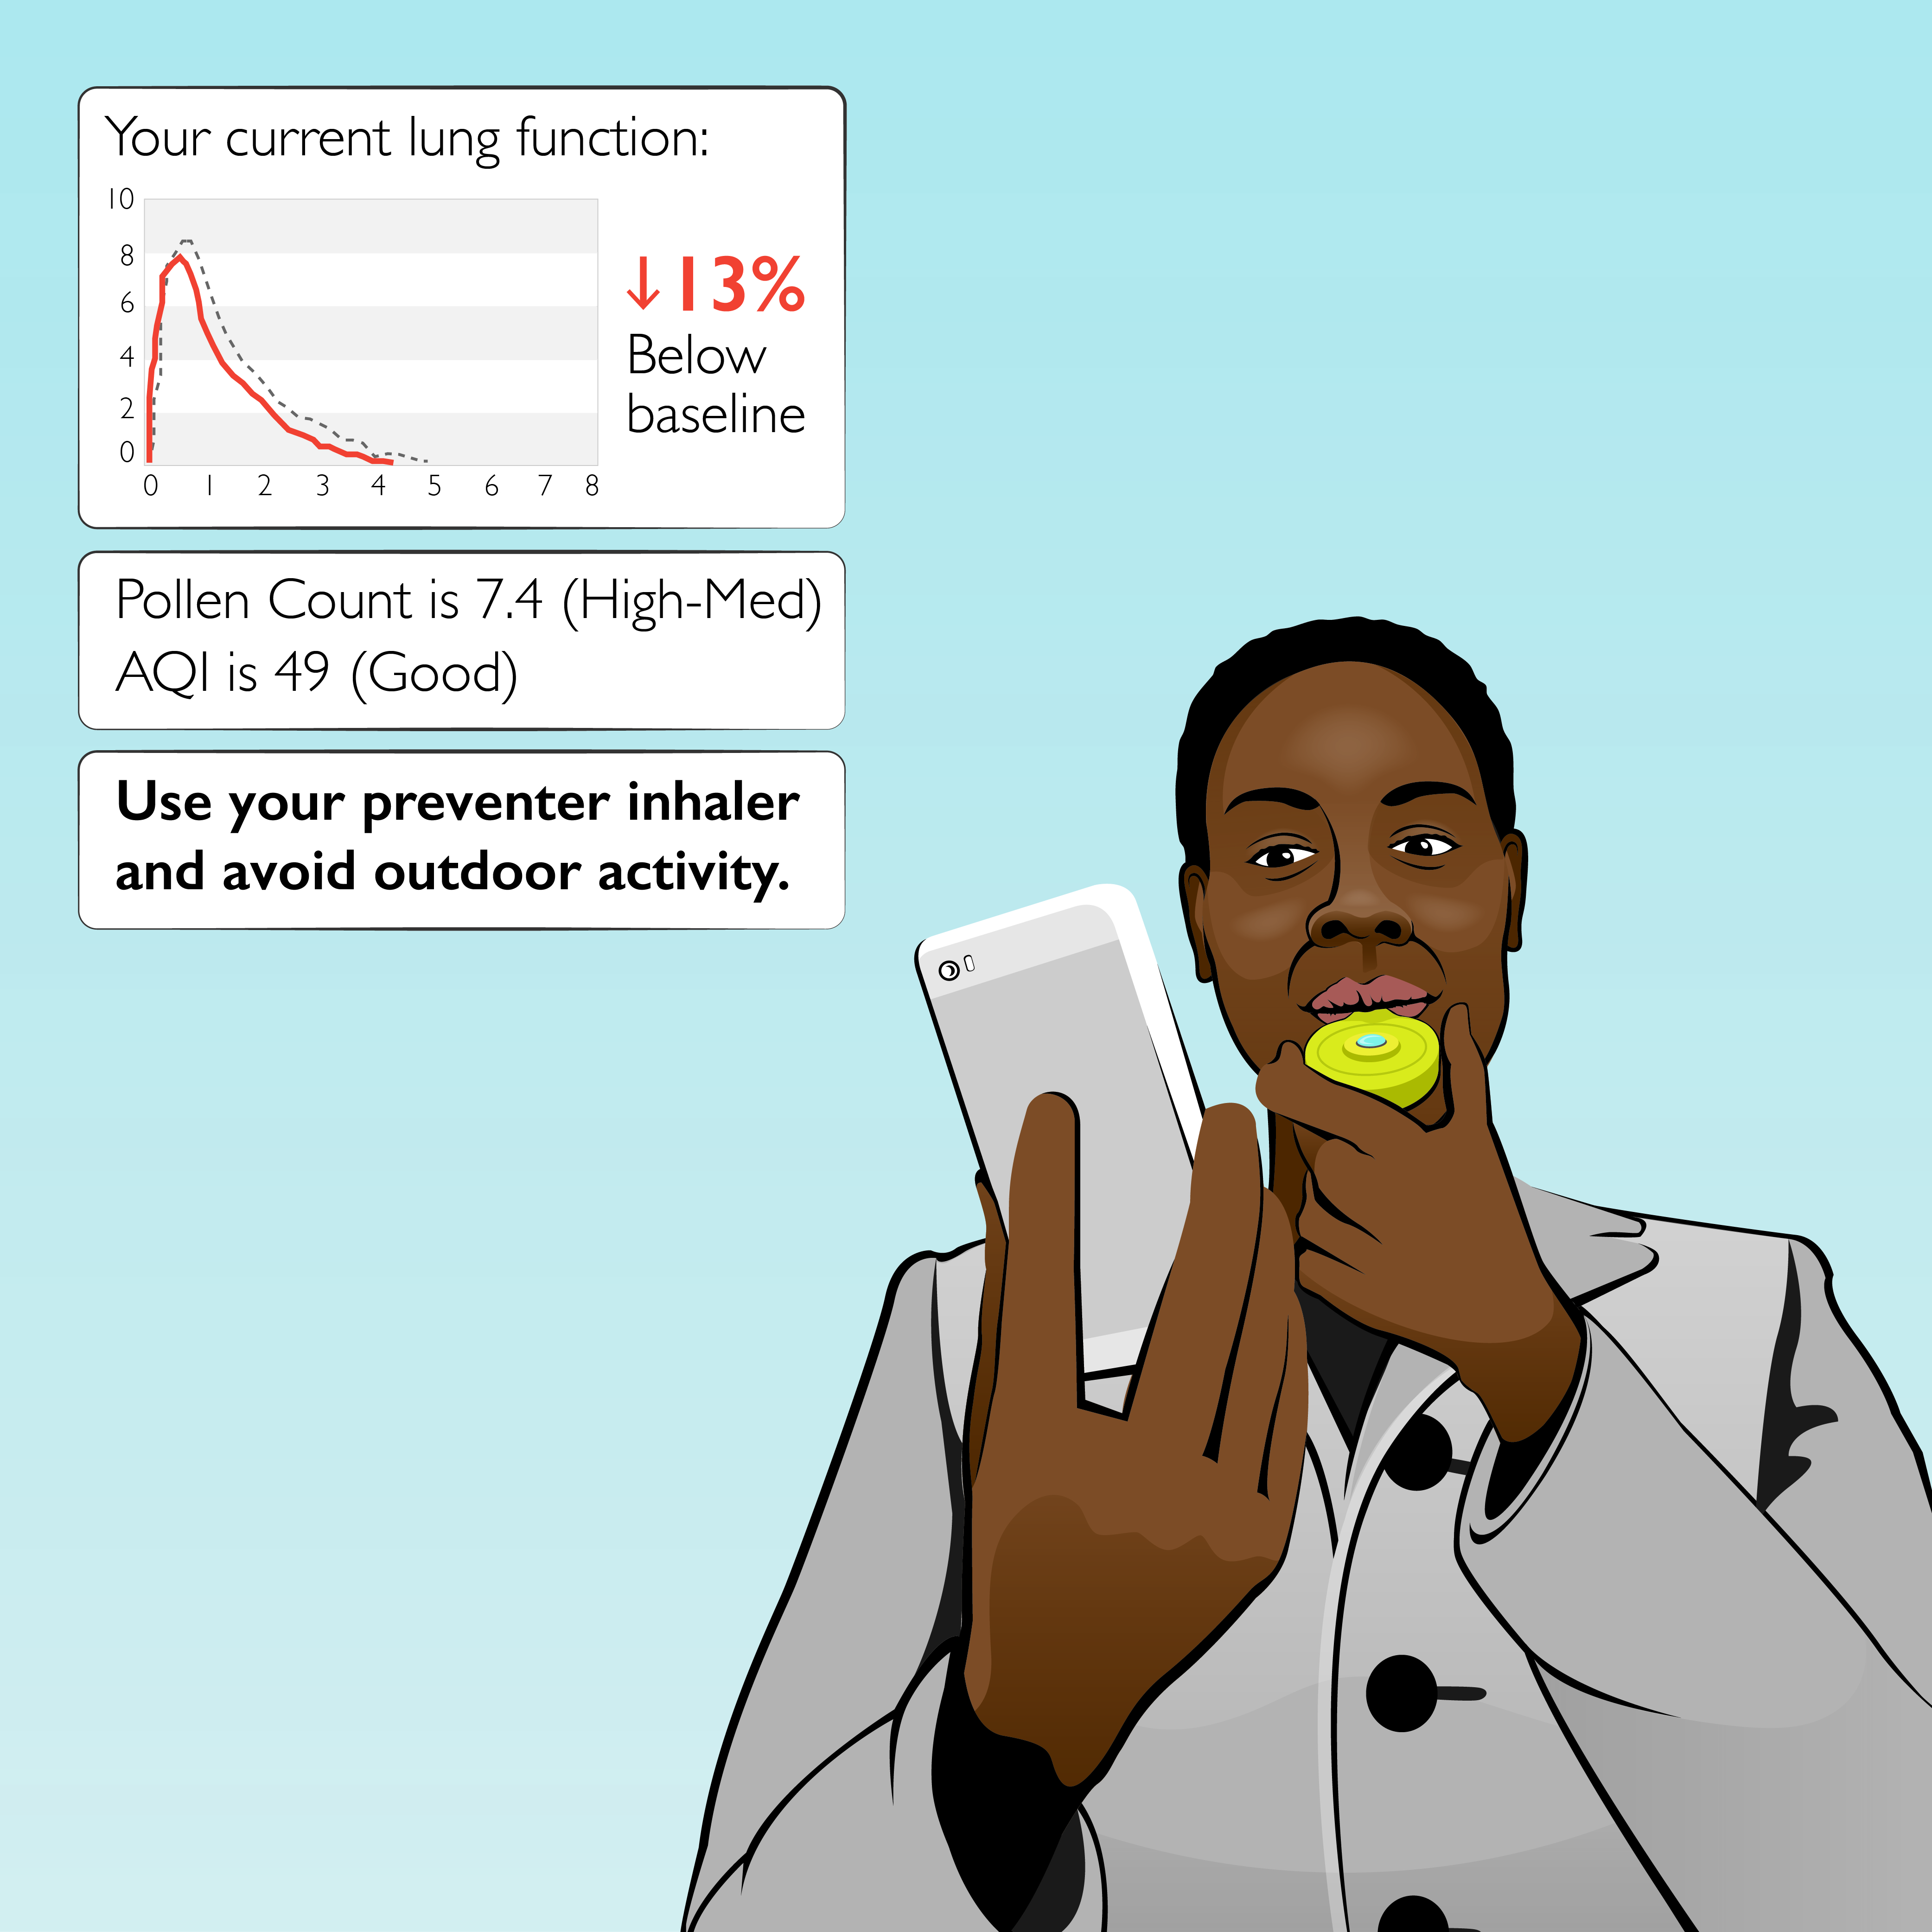 Your current lung function:
10
8
6
4
2
0
0 1 2 3 4 5 6 7 8
↓13%
Below
baseline
Pollen Count is 7.4 (High-Med)
AQI is 49 (Good)
Use your preventer inhaler
and avoid outdoor activity.